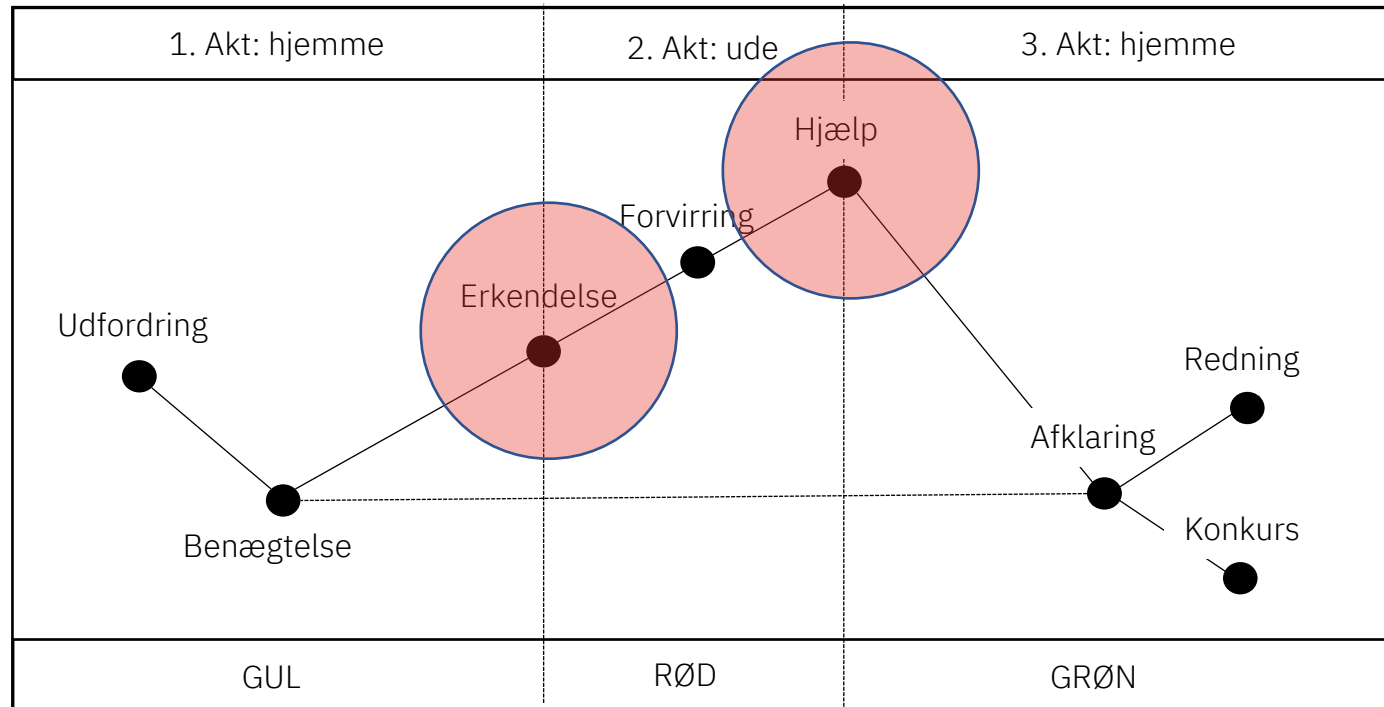 1. Akt: hjemme
2. Akt: ude
3. Akt: hjemme
Hjælp
Forvirring
Erkendelse
Udfordring
Redning
Afklaring
Konkurs
Benægtelse
GUL
RØD
GRØN